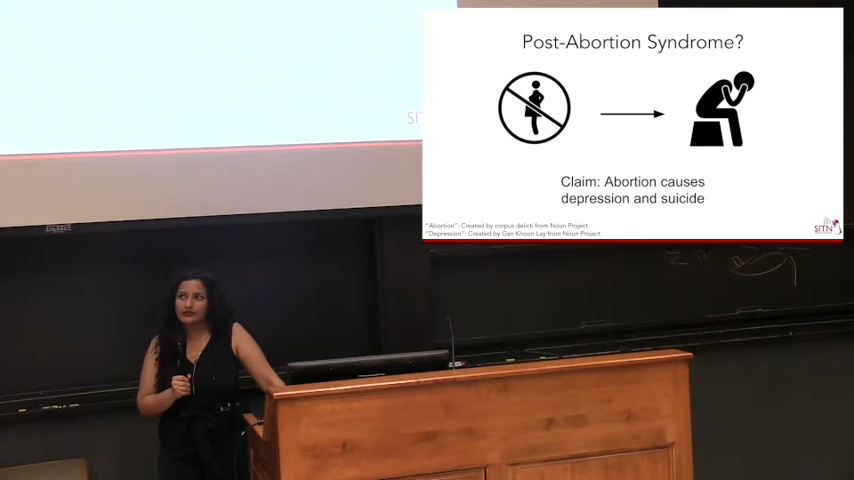 Post-Abortion Syndrome?
Claim: Abortion causes
depression and suicide
"Abortion": Created by corpus delicti from Noun Project
"Depression": Created by Gan Khoon Lay from Noun Project
SITN